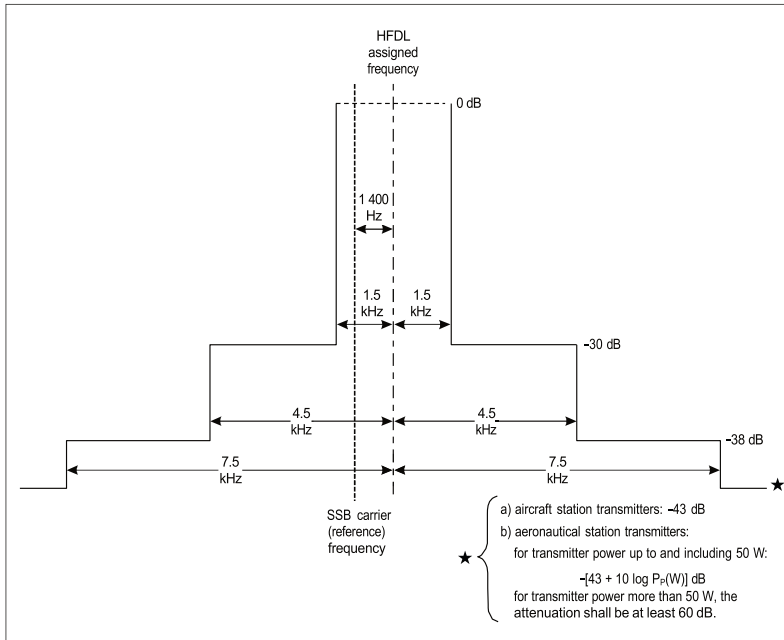 HFDL
assigned
frequency
0 dB
1 400
Hz
1.5
kHz
1.5
kHz
–30 dB
4.5
kHz
4.5
kHz
–38 dB
7.5
kHz
7.5
kHz
★
SSB carrier
(reference)
frequency
★
a) aircraft station transmitters: –43 dB
b) aeronautical station transmitters:
for transmitter power up to and including 50 W:
–[43 + 10 log PP(W)] dB
for transmitter power more than 50 W, the
attenuation shall be at least 60 dB.